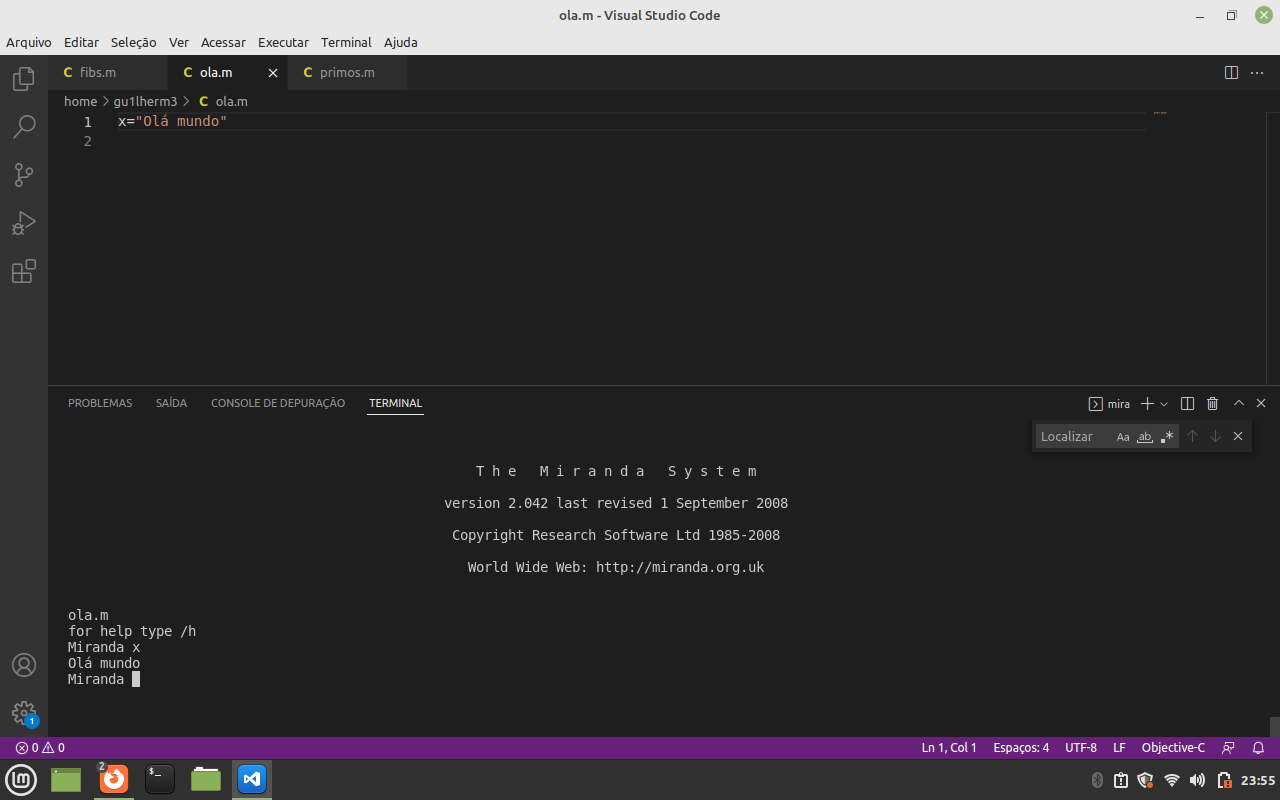 ola.m - Visual Studio Code
Arquivo Editar Seleção Ver Acessar Executar Terminal Ajuda
C fibs.m C ola.m C primos.m
home > gu1lherm3 > C ola.m
1 x="Olá mundo"
2
PROBLEMAS SAÍDA CONSOLE DE DEPURAÇÃO TERMINAL mira
Localizar Aa ab .*
T h e M i r a n d a S y s t e m
version 2.042 last revised 1 September 2008
Copyright Research Software Ltd 1985-2008
World Wide Web: http://miranda.org.uk
ola.m
for help type /h
Miranda x
Olá mundo
Miranda
1
0 0 Ln 1, Col 1 Espaços: 4 UTF-8 LF Objective-C
lm 2 $_ 23:55